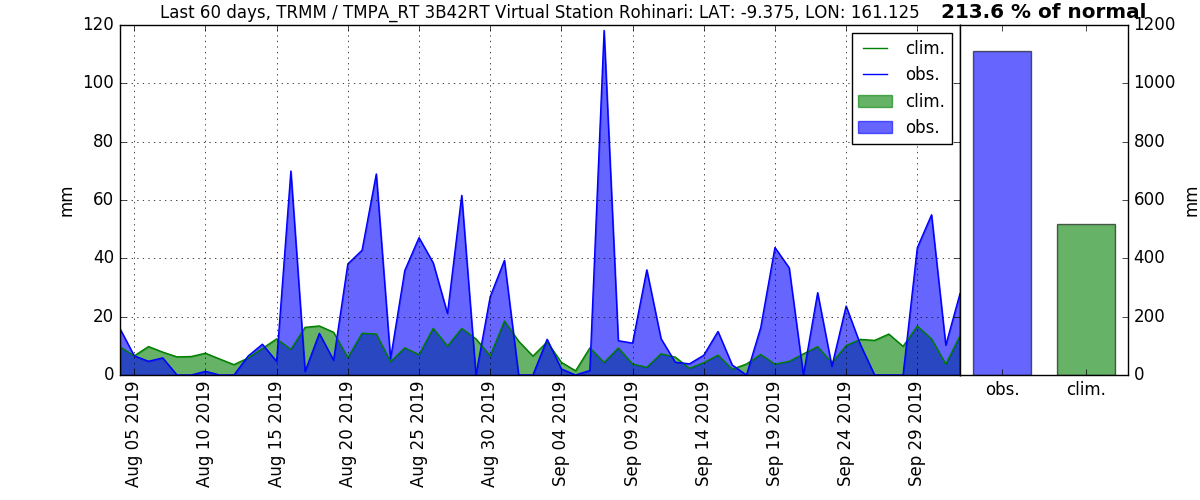 Last 60 days, TRMM / TMPA_RT 3B42RT Virtual Station Rohinari: LAT: -9.375, LON: 161.125
213.6 % of normal
120
100
80
60
40
20
0
mm
clim.
obs.
clim.
obs.
1200
1000
800
600
400
200
0
mm
Aug 05 2019
Aug 10 2019
Aug 15 2019
Aug 20 2019
Aug 25 2019
Aug 30 2019
Sep 04 2019
Sep 09 2019
Sep 14 2019
Sep 19 2019
Sep 24 2019
Sep 29 2019
obs.
clim.